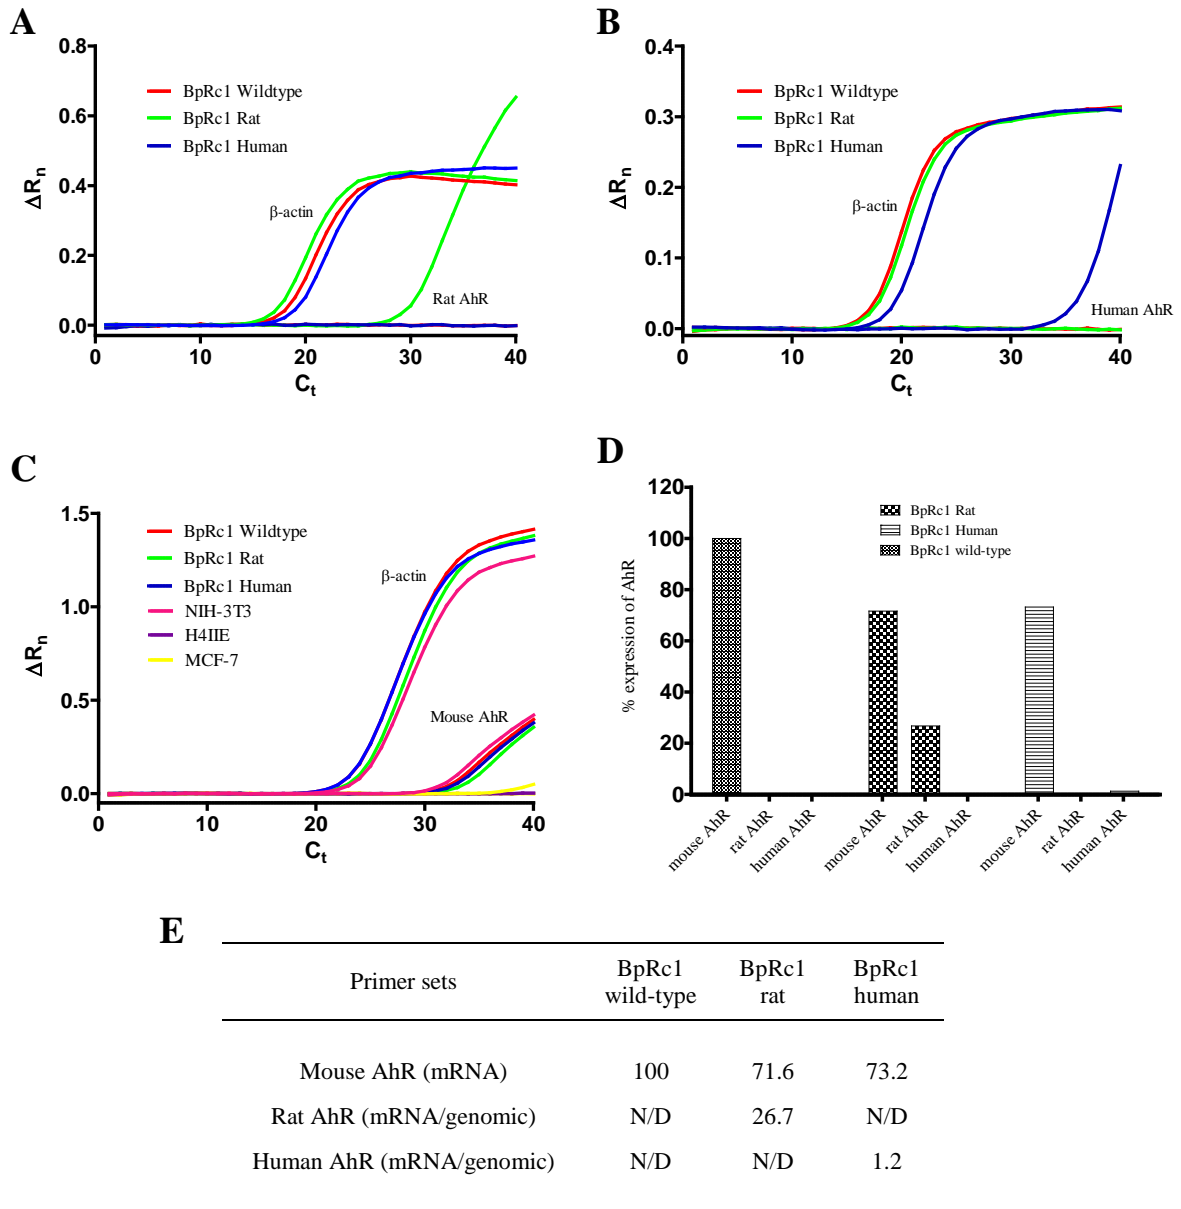 A
0.8
0.6
0.4
0.2
0.0
0
10
20
30
40
ΔRn
Ct
BpRc1 Wildtype
BpRc1 Rat
BpRc1 Human
β-actin
Rat AhR
B
0.4
0.3
0.2
0.1
0.0
0
10
20
30
40
ΔRn
Ct
BpRc1 Wildtype
BpRc1 Rat
BpRc1 Human
β-actin
Human AhR
C
1.5
1.0
0.5
0.0
0
10
20
30
40
ΔRn
Ct
BpRc1 Wildtype
BpRc1 Rat
BpRc1 Human
NIH-3T3
H4IIE
MCF-7
β-actin
Mouse AhR
D
120
100
80
60
40
20
0
% expression of AhR
BpRc1 Rat
BpRc1 Human
BpRc1 wild-type
mouse AhR
rat AhR
human AhR
mouse AhR
rat AhR
human AhR
mouse AhR
rat AhR
human AhR
E
Primer sets BpRc1 wild-type BpRc1 rat BpRc1 human
Mouse AhR (mRNA) 100 71.6 73.2
Rat AhR (mRNA/genomic) N/D 26.7 N/D
Human AhR (mRNA/genomic) N/D N/D 1.2